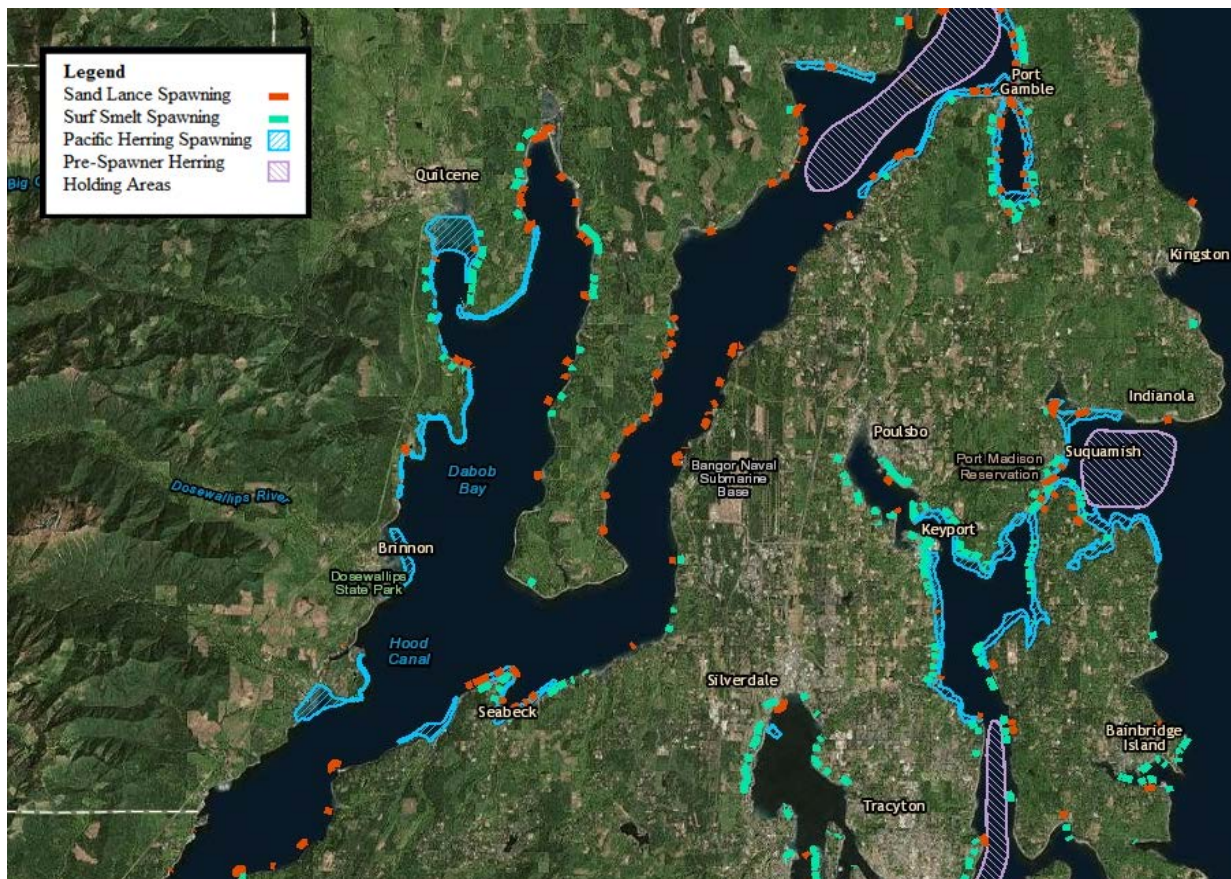 Legend
Sand Lance Spawning
Surf Smelt Spawning
Pacific Herring Spawning
Pre-Spawner Herring
Holding Areas
Port
Gamble
Quilcene
Big
Kingston
Indianola
Poulsbo
Suquamish
Port Madison
Reservation
Dabob
Bay
Bangor Naval
Submarine
Base
Dosewallips River
Keyport
Brinnon
Dosewallips
State Park
Hood
Canal
Silverdale
Seabeck
Bainbridge
Island
Tracyton